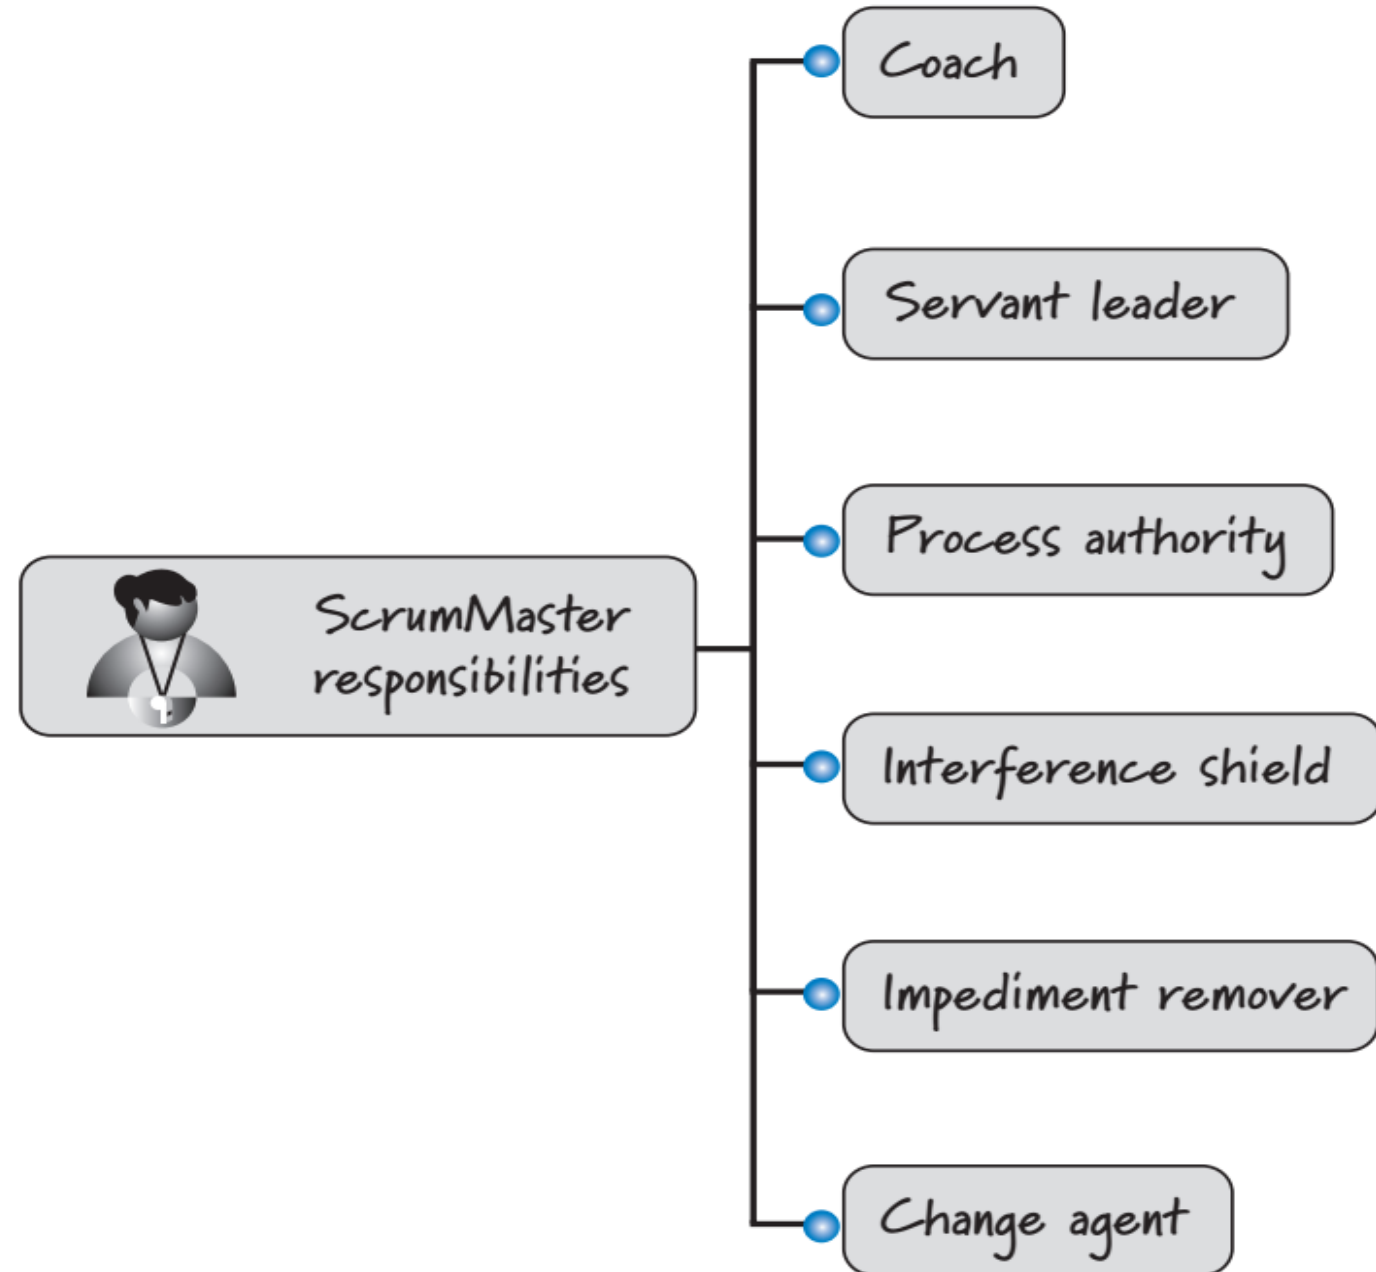 Coach
Servant leader
Process authority
ScrumMaster
responsibilities
Interference shield
Impediment remover
Change agent